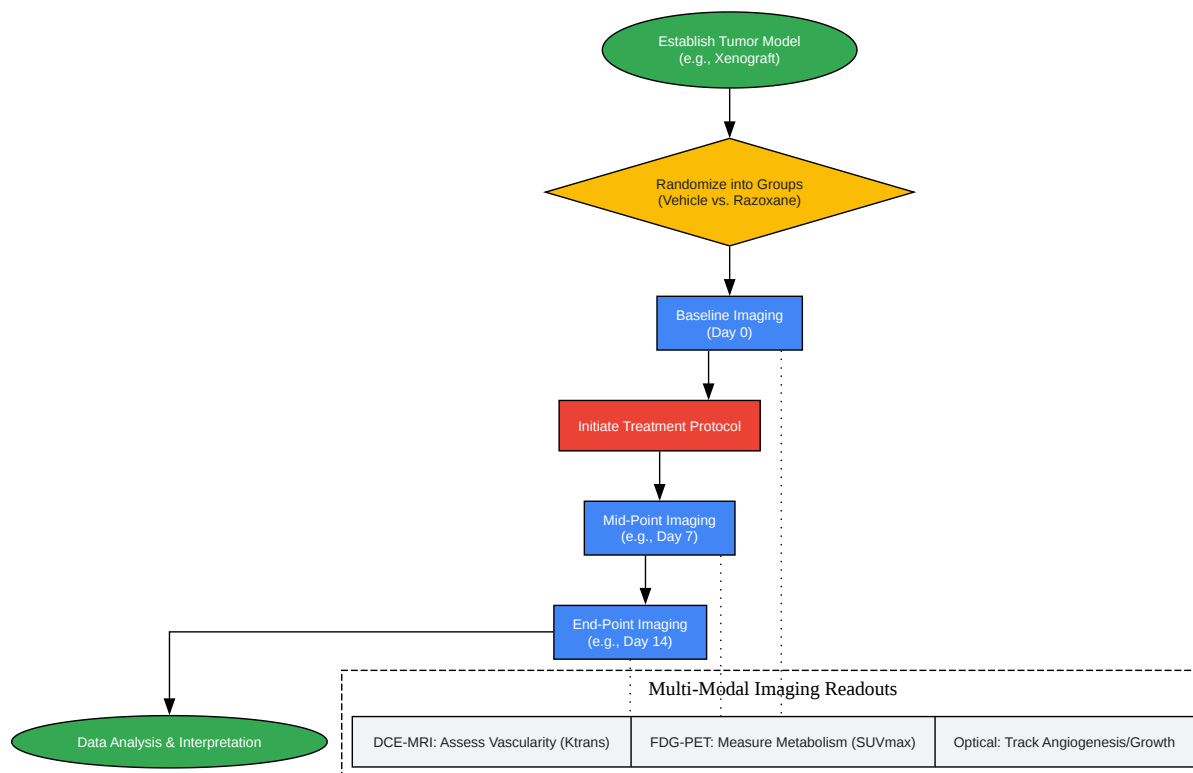 Establish Tumor Model
(e.g., Xenograft)
Randomize into Groups
(Vehicle vs. Razoxane)
Baseline Imaging
(Day 0)
Initiate Treatment Protocol
Mid-Point Imaging
(e.g., Day 7)
End-Point Imaging
(e.g., Day 14)
Multi-Modal Imaging Readouts
Data Analysis & Interpretation
DCE-MRI: Assess Vascularity (Ktrans)
FDG-PET: Measure Metabolism (SUVmax)
Optical: Track Angiogenesis/Growth